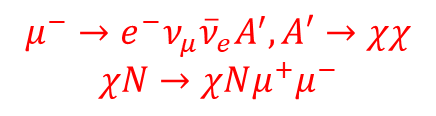 μ⁻ → e⁻ν_μν̄_eA′, A′ → χχ
χN → χNμ⁺μ⁻